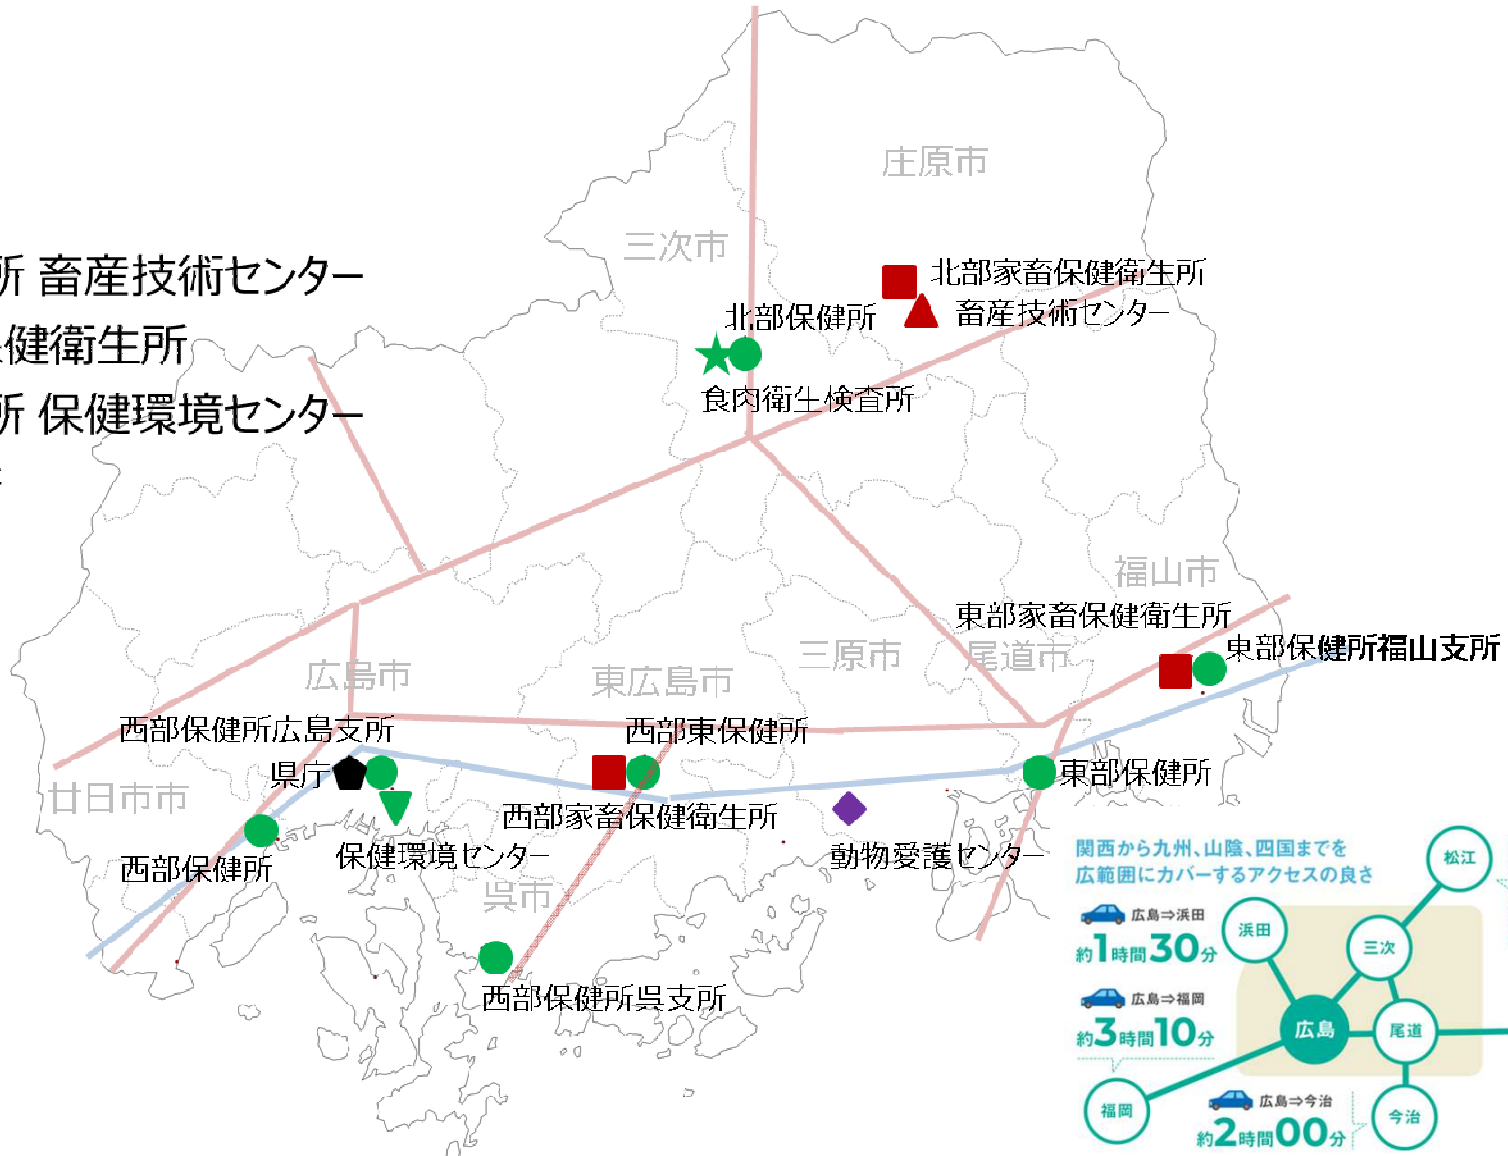 庄原市
三次市
所 畜産技術センター
北部家畜保健衛生所
畜産技術センター
北部保健所
健衛生所
食肉衛生検査所
所 保健環境センター
福山市
東部家畜保健衛生所
東部保健所福山支所
三原市
尾道市
広島市
東広島市
西部保健所広島支所
西部東保健所
県庁
東部保健所
廿日市市
西部家畜保健衛生所
保健環境センター
動物愛護センター
西部保健所
呉市
西部保健所呉支所
関西から九州、山陰、四国までを
広範囲にカバーするアクセスの良さ
松江
広島⇒浜田
約1時間30分
浜田
三次
広島⇒福岡
約3時間10分
広島
尾道
福岡
広島⇒今治
約2時間00分
今治